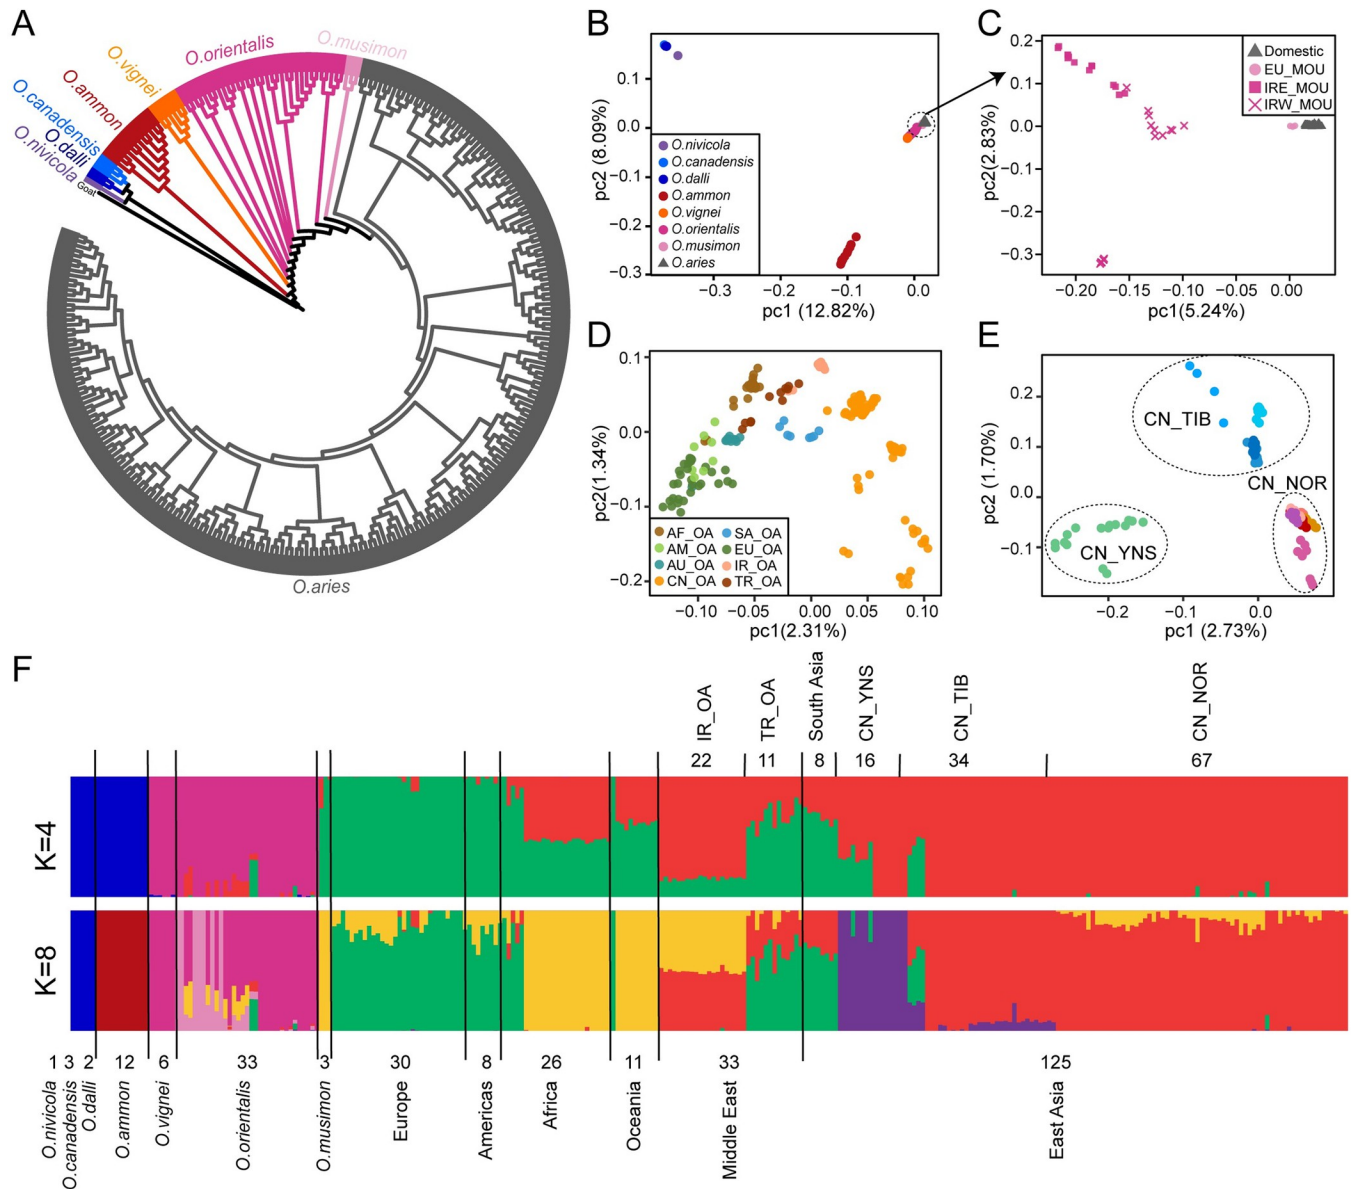 A
O.nivicola
O.dalli
O.canadensis
O.ammon
O.vignei
O.orientalis
O.musimon
Goat
O.aries
B
pc2 (8.09%)
0.1
0.0
−0.1
−0.2
−0.3
O.nivicola
O.canadensis
O.dalli
O.ammon
O.vignei
O.orientalis
O.musimon
O.aries
−0.3 −0.2 −0.1 0.0
pc1 (12.82%)
C
pc2(2.83%)
0.2
0.1
0.0
−0.1
−0.2
−0.3
Domestic
EU_MOU
IRE_MOU
IRW_MOU
−0.20 −0.15 −0.10 −0.05 0.00
pc1(5.24%)
D
pc2(1.34%)
0.1
0.0
−0.1
−0.2
AF_OA SA_OA
AM_OA EU_OA
AU_OA IR_OA
CN_OA TR_OA
−0.10 −0.05 0.00 0.05 0.10
pc1(2.31%)
E
pc2 (1.70%)
0.2
0.1
0.0
−0.1
CN_TIB
CN_NOR
CN_YNS
−0.2 −0.1 0.0
pc1 (2.73%)
F
IR_OA TR_OA South Asia CN_YNS CN_TIB CN_NOR
22 11 8 16 34 67
K=4
K=8
1 3 2 12 6 33 3 30 8 26 11 33 125
O.nivicola O.canadensis O.dalli O.ammon O.vignei O.orientalis O.musimon Europe Americas Africa Oceania Middle East East Asia